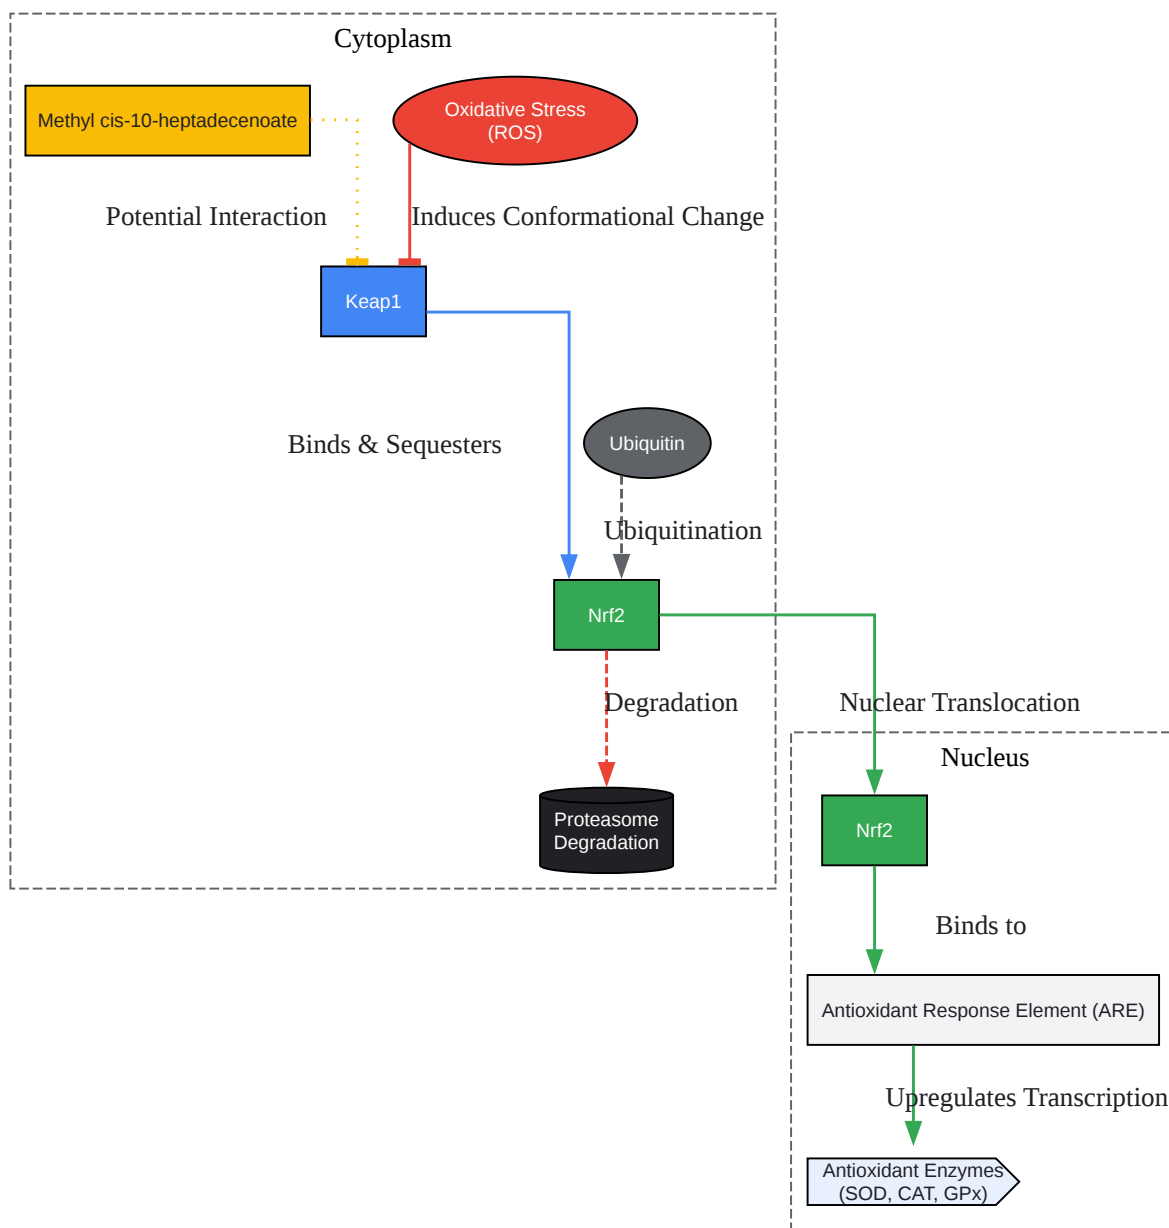 Cytoplasm
Methyl cis-10-heptadecenoate
Oxidative Stress
(ROS)
Potential Interaction
Induces Conformational Change
Keap1
Binds & Sequesters
Ubiquitin
Ubiquitination
Nrf2
Degradation
Nuclear Translocation
Nucleus
Proteasome
Degradation
Nrf2
Binds to
Antioxidant Response Element (ARE)
Upregulates Transcription
Antioxidant Enzymes
(SOD, CAT, GPx)